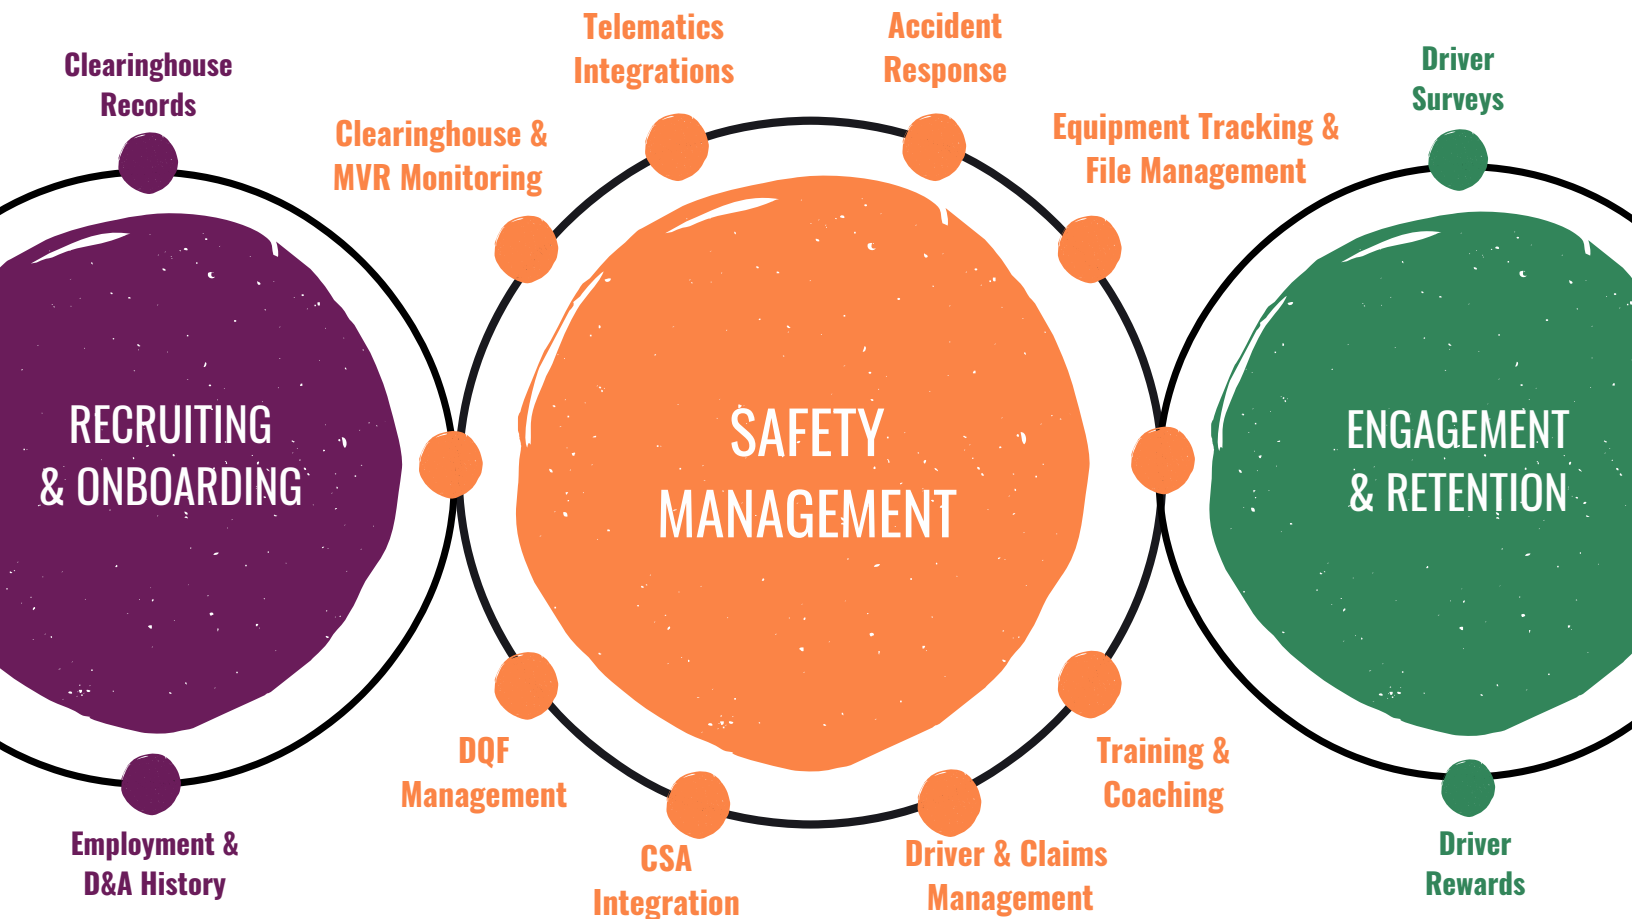 Clearinghouse
Records
RECRUITING
& ONBOARDING
Employment &
D&A History
Telematics
Integrations
Accident
Response
Clearinghouse &
MVR Monitoring
Equipment Tracking &
File Management
SAFETY
MANAGEMENT
DQF
Management
Training &
Coaching
CSA
Integration
Driver & Claims
Management
Driver
Surveys
ENGAGEMENT
& RETENTION
Driver
Rewards